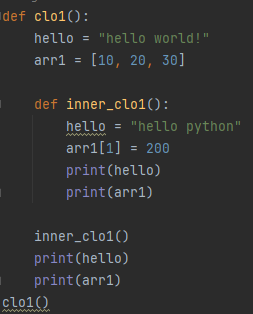 def clo1():
    hello = "hello world!"
    arr1 = [10, 20, 30]
    def inner_clo1():
        hello = "hello python"
        arr1[1] = 200
        print(hello)
        print(arr1)
    inner_clo1()
    print(hello)
    print(arr1)
clo1()